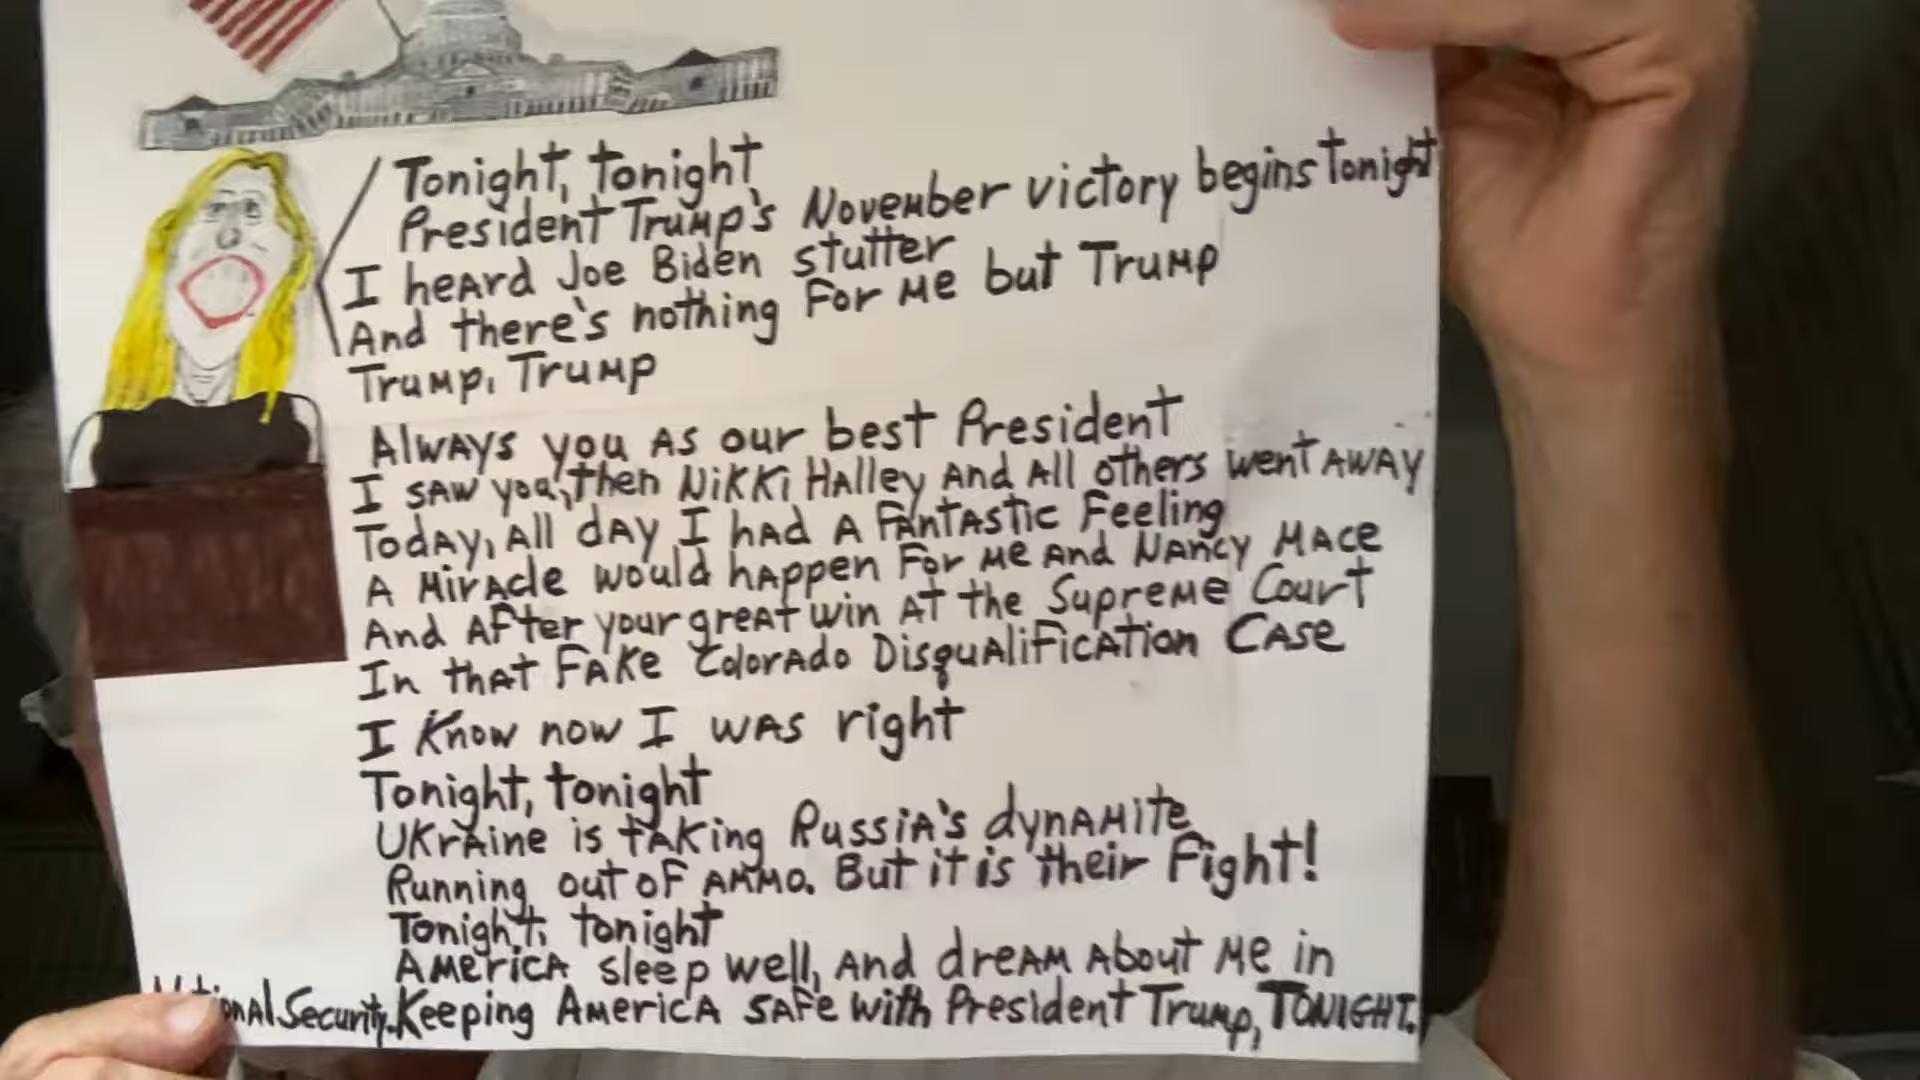 Tonight, tonight
President Trump's November victory begins tonight
I heard Joe Biden stutter
And there's nothing for me but Trump
Trump, Trump
Always you as our best President
I saw you, then Nikki Halley and all others went away
Today, all day I had a fantastic feeling
A miracle would happen for me and Nancy Mace
And after your great win at the Supreme Court
In that fake Colorado Disqualification Case
I know now I was right
Tonight, tonight
Ukraine is taking Russia's dynamite
Running out of ammo. But it is their fight!
Tonight, tonight
America sleep well, and dream about me in
National Security. Keeping America safe with President Trump, TONIGHT.